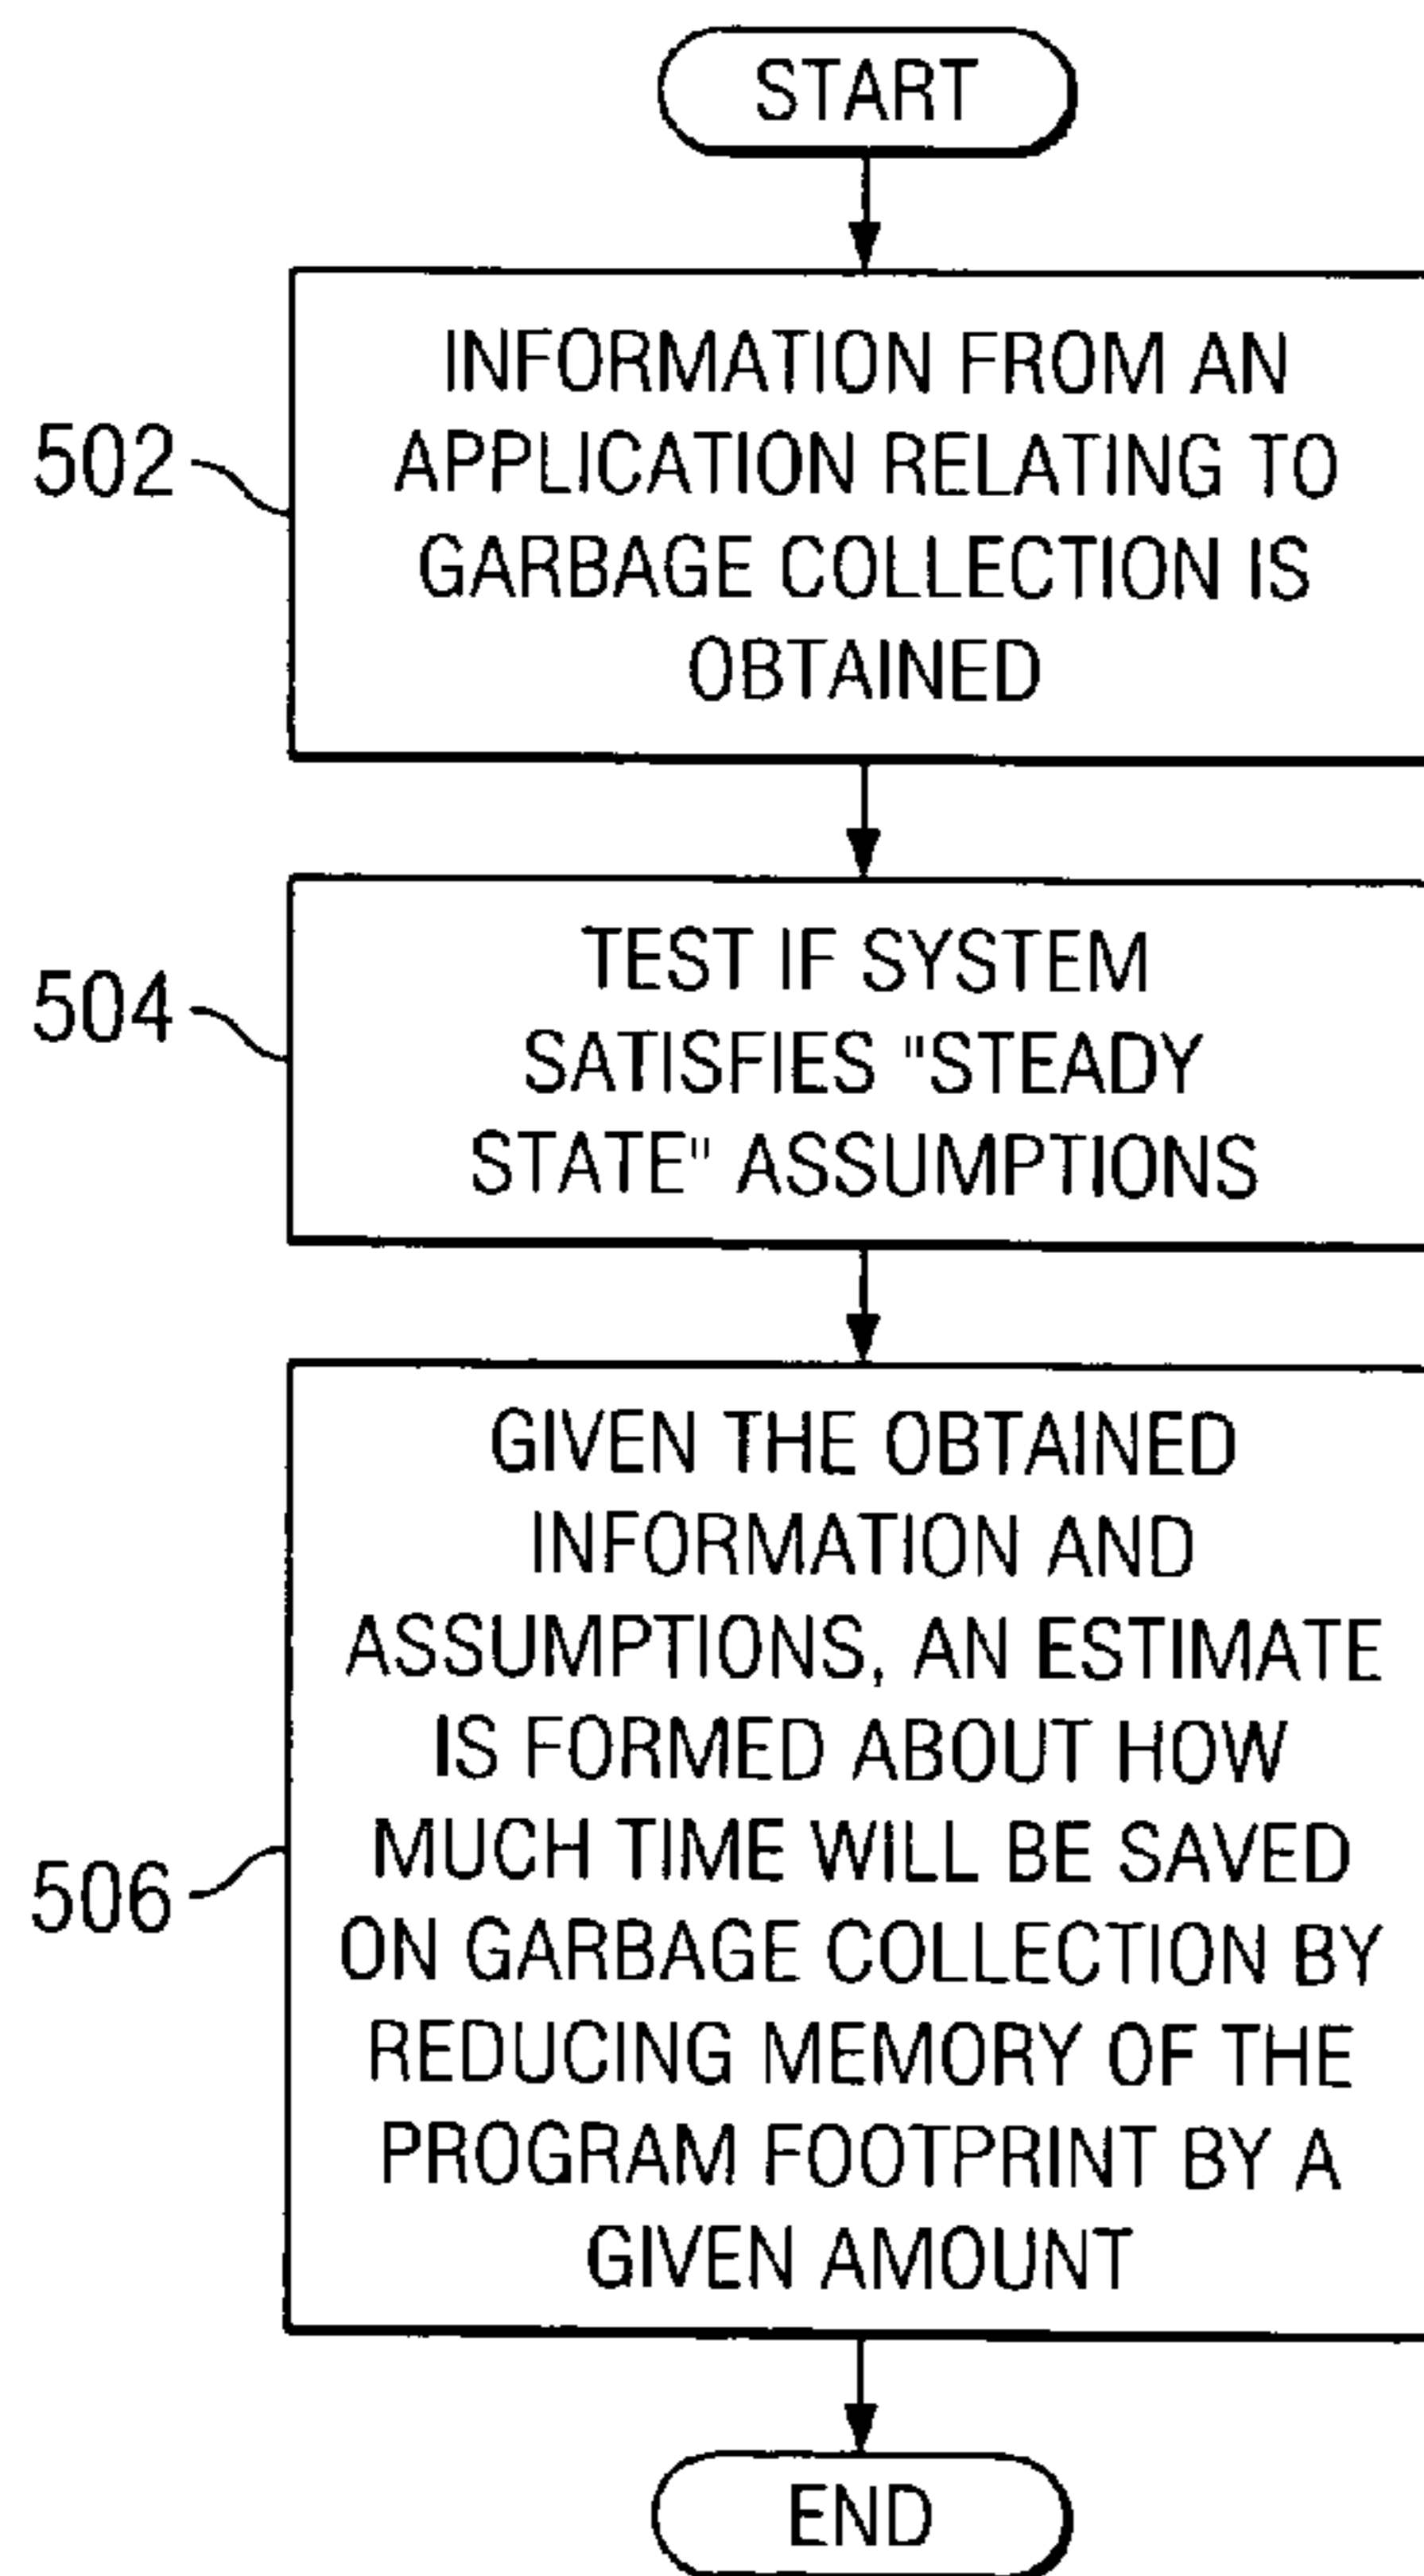 START
502
INFORMATION FROM AN
APPLICATION RELATING TO
GARBAGE COLLECTION IS
OBTAINED
504
TEST IF SYSTEM
SATISFIES "STEADY
STATE" ASSUMPTIONS
506
GIVEN THE OBTAINED
INFORMATION AND
ASSUMPTIONS, AN ESTIMATE
IS FORMED ABOUT HOW
MUCH TIME WILL BE SAVED
ON GARBAGE COLLECTION BY
REDUCING MEMORY OF THE
PROGRAM FOOTPRINT BY A
GIVEN AMOUNT
END